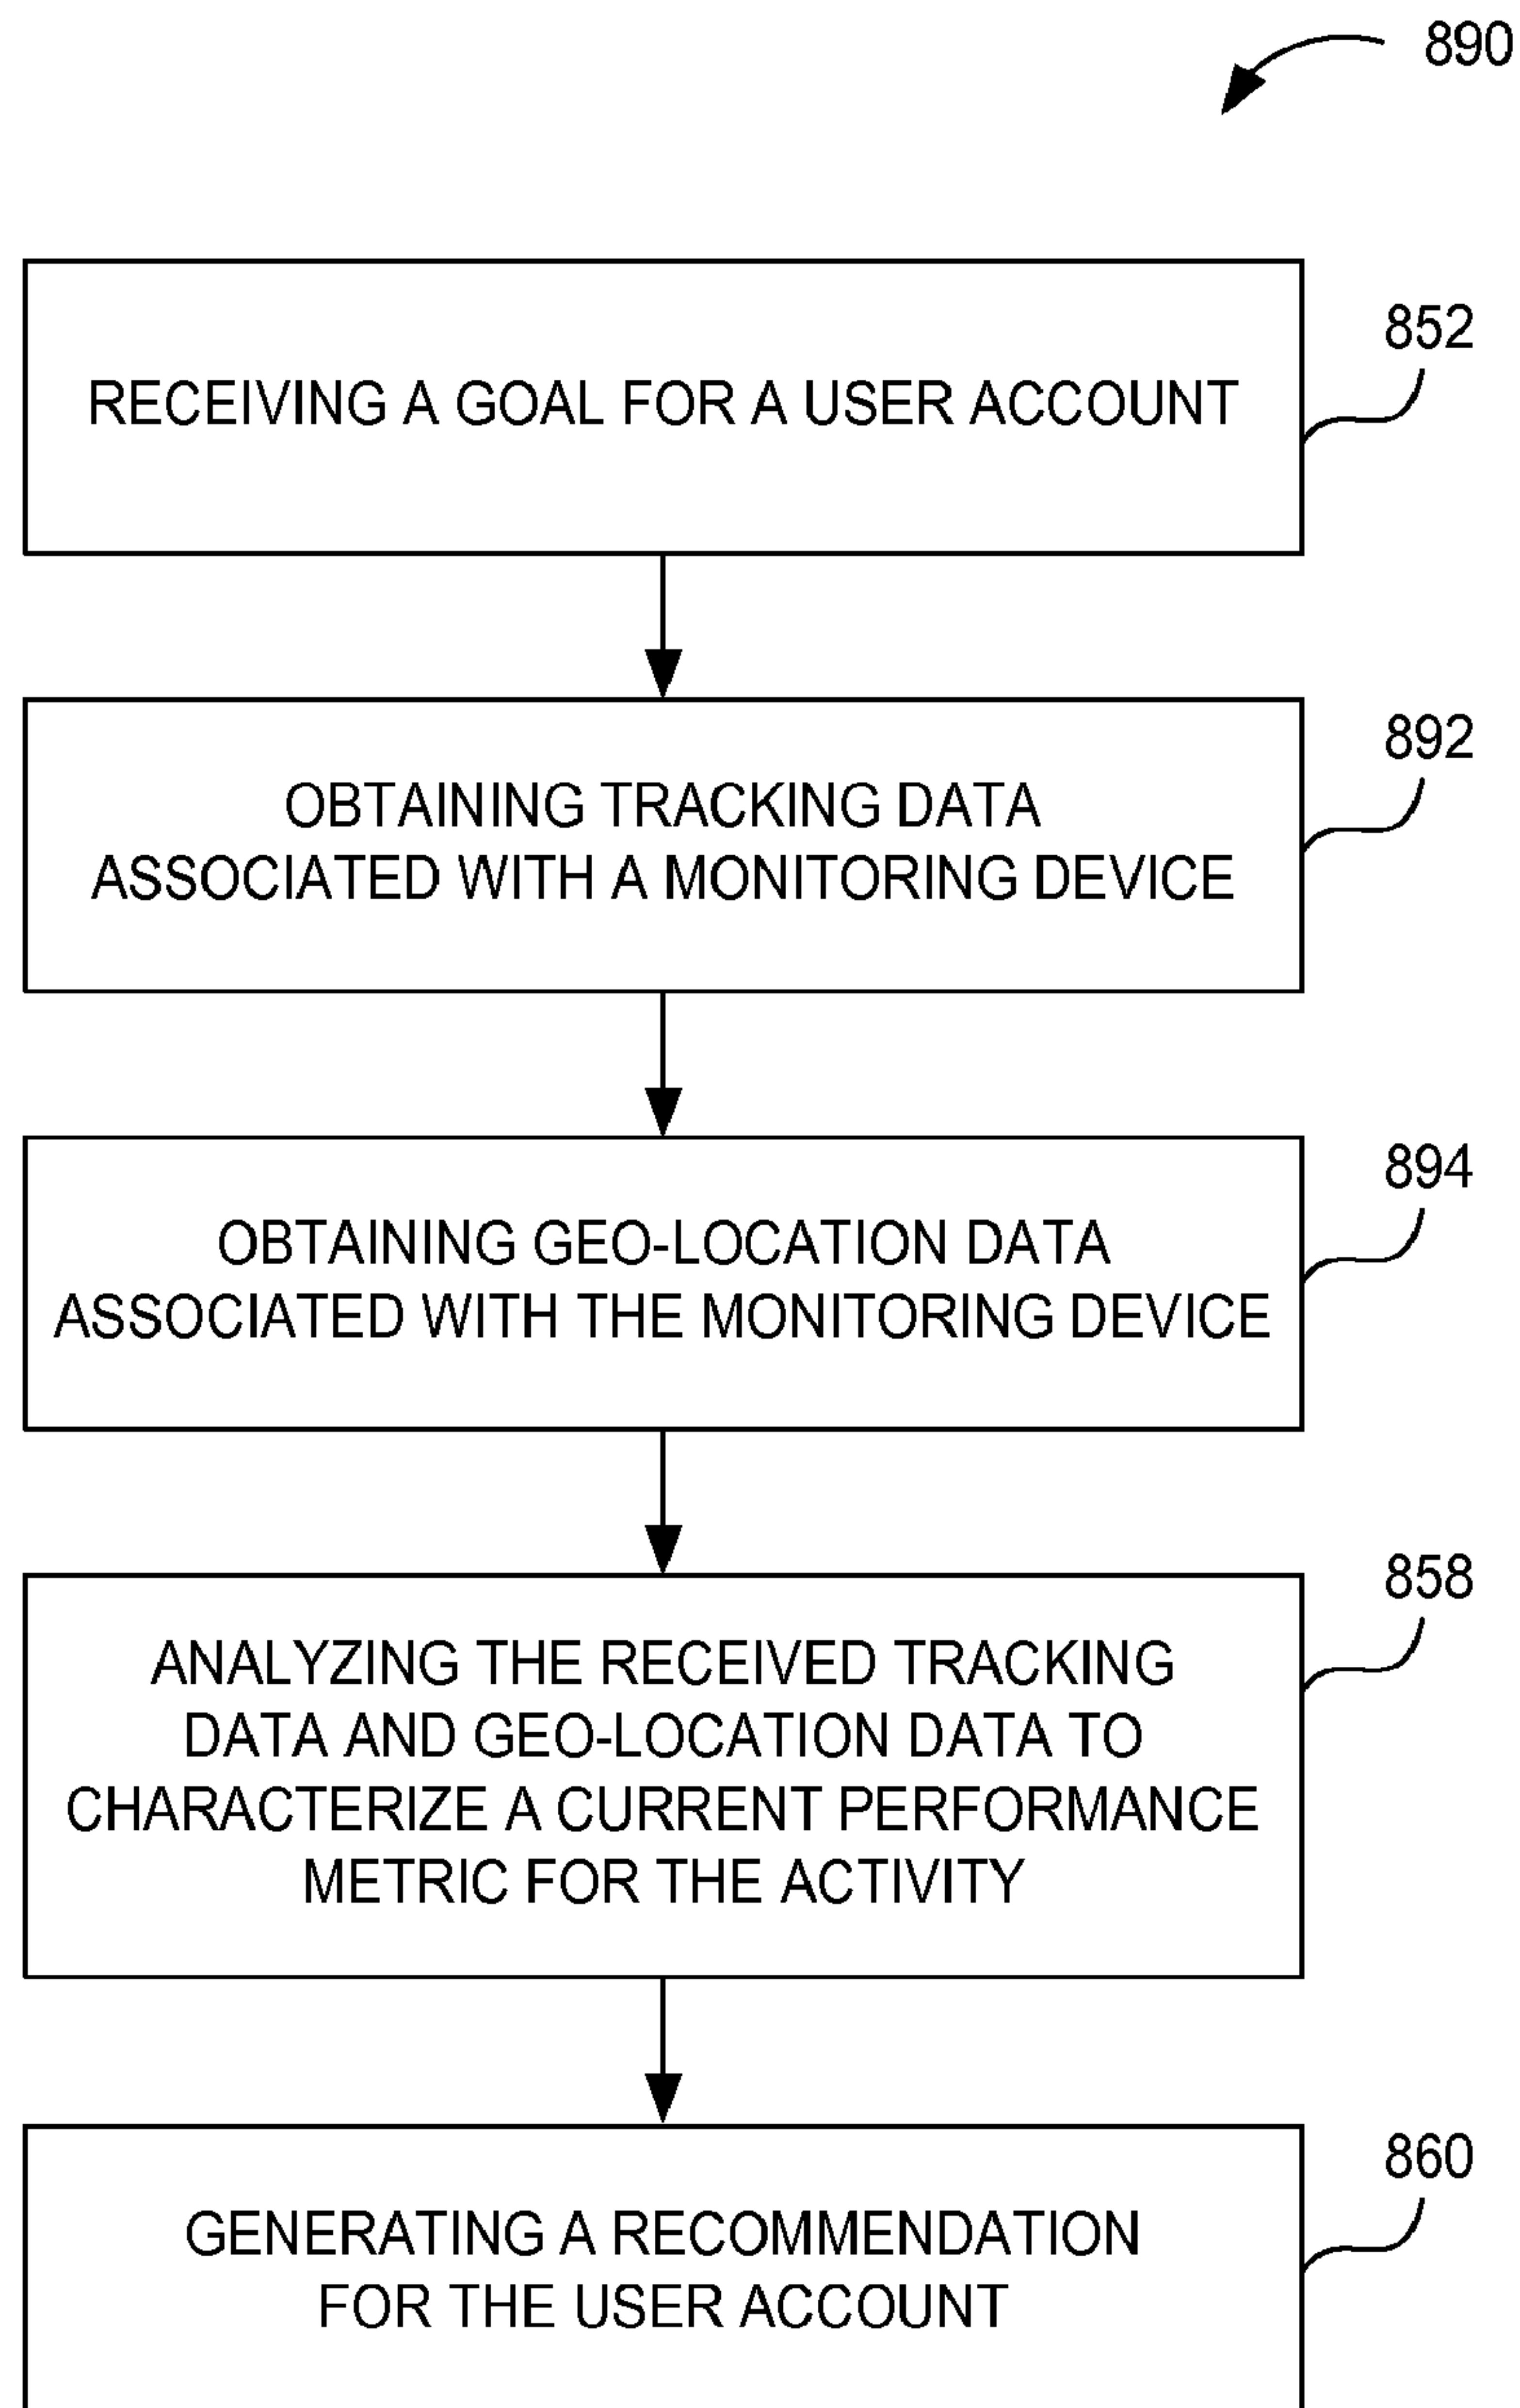 890
852
RECEIVING A GOAL FOR A USER ACCOUNT
892
OBTAINING TRACKING DATA
ASSOCIATED WITH A MONITORING DEVICE
894
OBTAINING GEO-LOCATION DATA
ASSOCIATED WITH THE MONITORING DEVICE
858
ANALYZING THE RECEIVED TRACKING
DATA AND GEO-LOCATION DATA TO
CHARACTERIZE A CURRENT PERFORMANCE
METRIC FOR THE ACTIVITY
860
GENERATING A RECOMMENDATION
FOR THE USER ACCOUNT